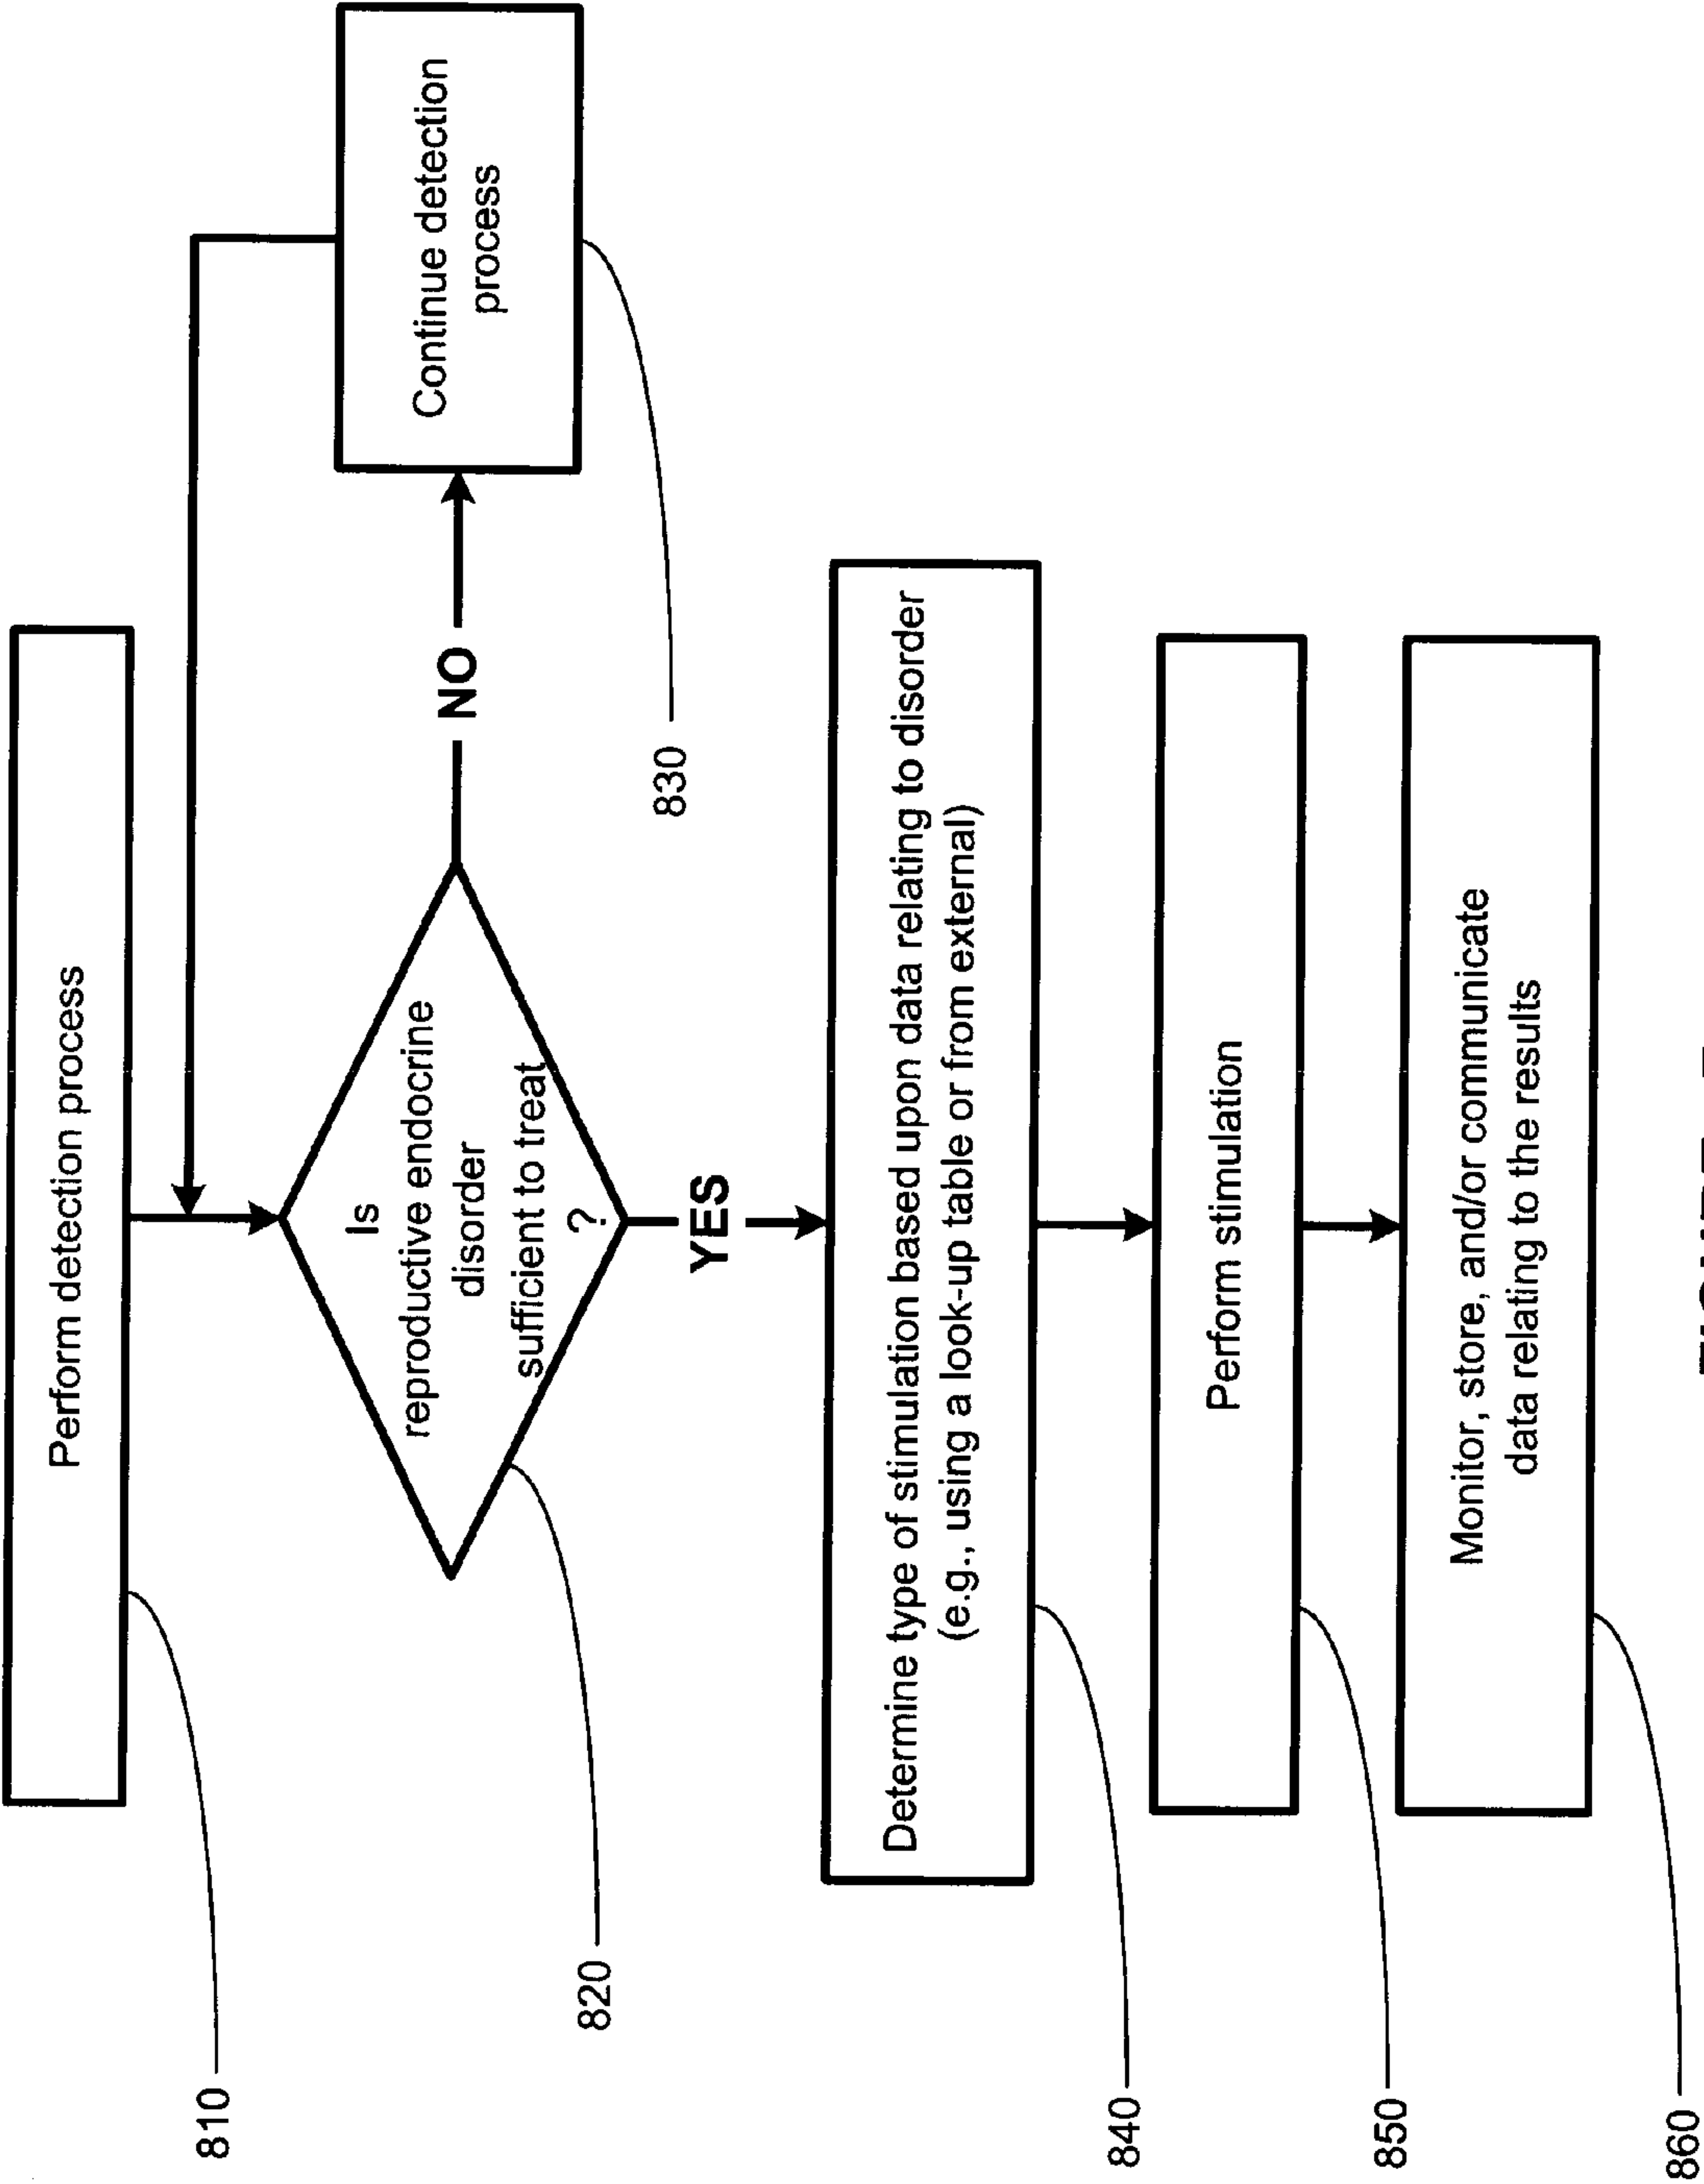 Perform detection process
810
Is
reproductive endocrine
disorder
sufficient to treat
?
820
NO
Continue detection
process
830
YES
Determine type of stimulation based upon data relating to disorder
(e.g., using a look-up table or from external)
840
Perform stimulation
850
Monitor, store, and/or communicate
data relating to the results
860